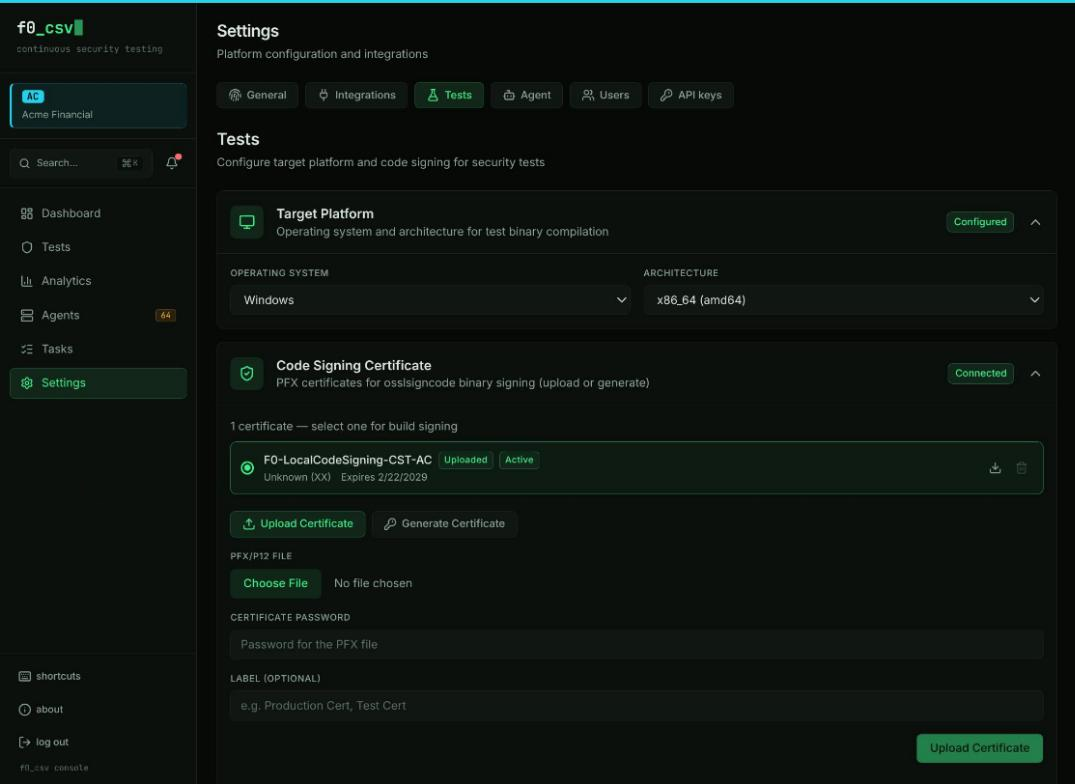 f0_csv
continuous security testing
AC
Acme Financial
Search... ⌘K
Dashboard
Tests
Analytics
Agents 64
Tasks
Settings
shortcuts
about
log out
f0_csv console
Settings
Platform configuration and integrations
General Integrations Tests Agent Users API keys
Tests
Configure target platform and code signing for security tests
Target Platform
Operating system and architecture for test binary compilation
Configured
OPERATING SYSTEM ARCHITECTURE
Windows x86_64 (amd64)
Code Signing Certificate
PFX certificates for osslsigncode binary signing (upload or generate)
Connected
1 certificate — select one for build signing
F0-LocalCodeSigning-CST-AC Uploaded Active
Unknown (XX) Expires 2/22/2029
Upload Certificate Generate Certificate
PFX/P12 FILE
Choose File No file chosen
CERTIFICATE PASSWORD
Password for the PFX file
LABEL (OPTIONAL)
e.g. Production Cert, Test Cert
Upload Certificate